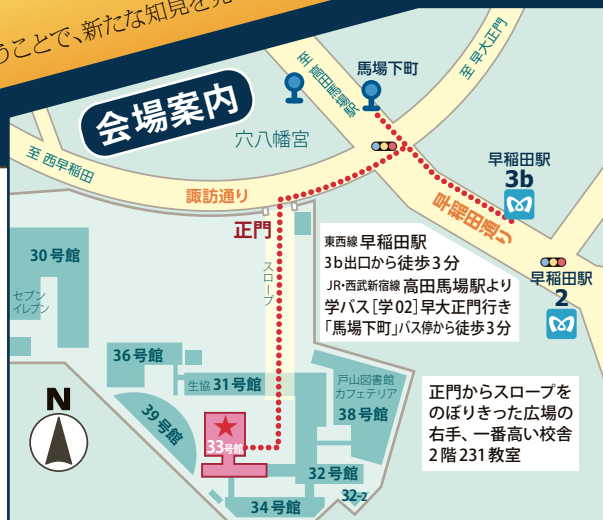 うことで、新たな知見を
会場案内
至 高田馬場駅
馬場下町
至 早大正門
穴八幡宮
至 西早稲田
諏訪通り
早稲田駅
3b
早稲田通り
正門
スロープ
東西線 早稲田駅
3b出口から徒歩3分
JR・西武新宿線 高田馬場駅より
学バス[学02]早大正門行き
「馬場下町」バス停から徒歩3分
早稲田駅
2
30号館
セブン
イレブン
36号館
生協 31号館
39号館
33号館
戸山図書館
カフェテリア
38号館
32号館
32-2
34号館
正門からスロープを
のぼりきった広場の
右手、一番高い校舎
2階231教室
N